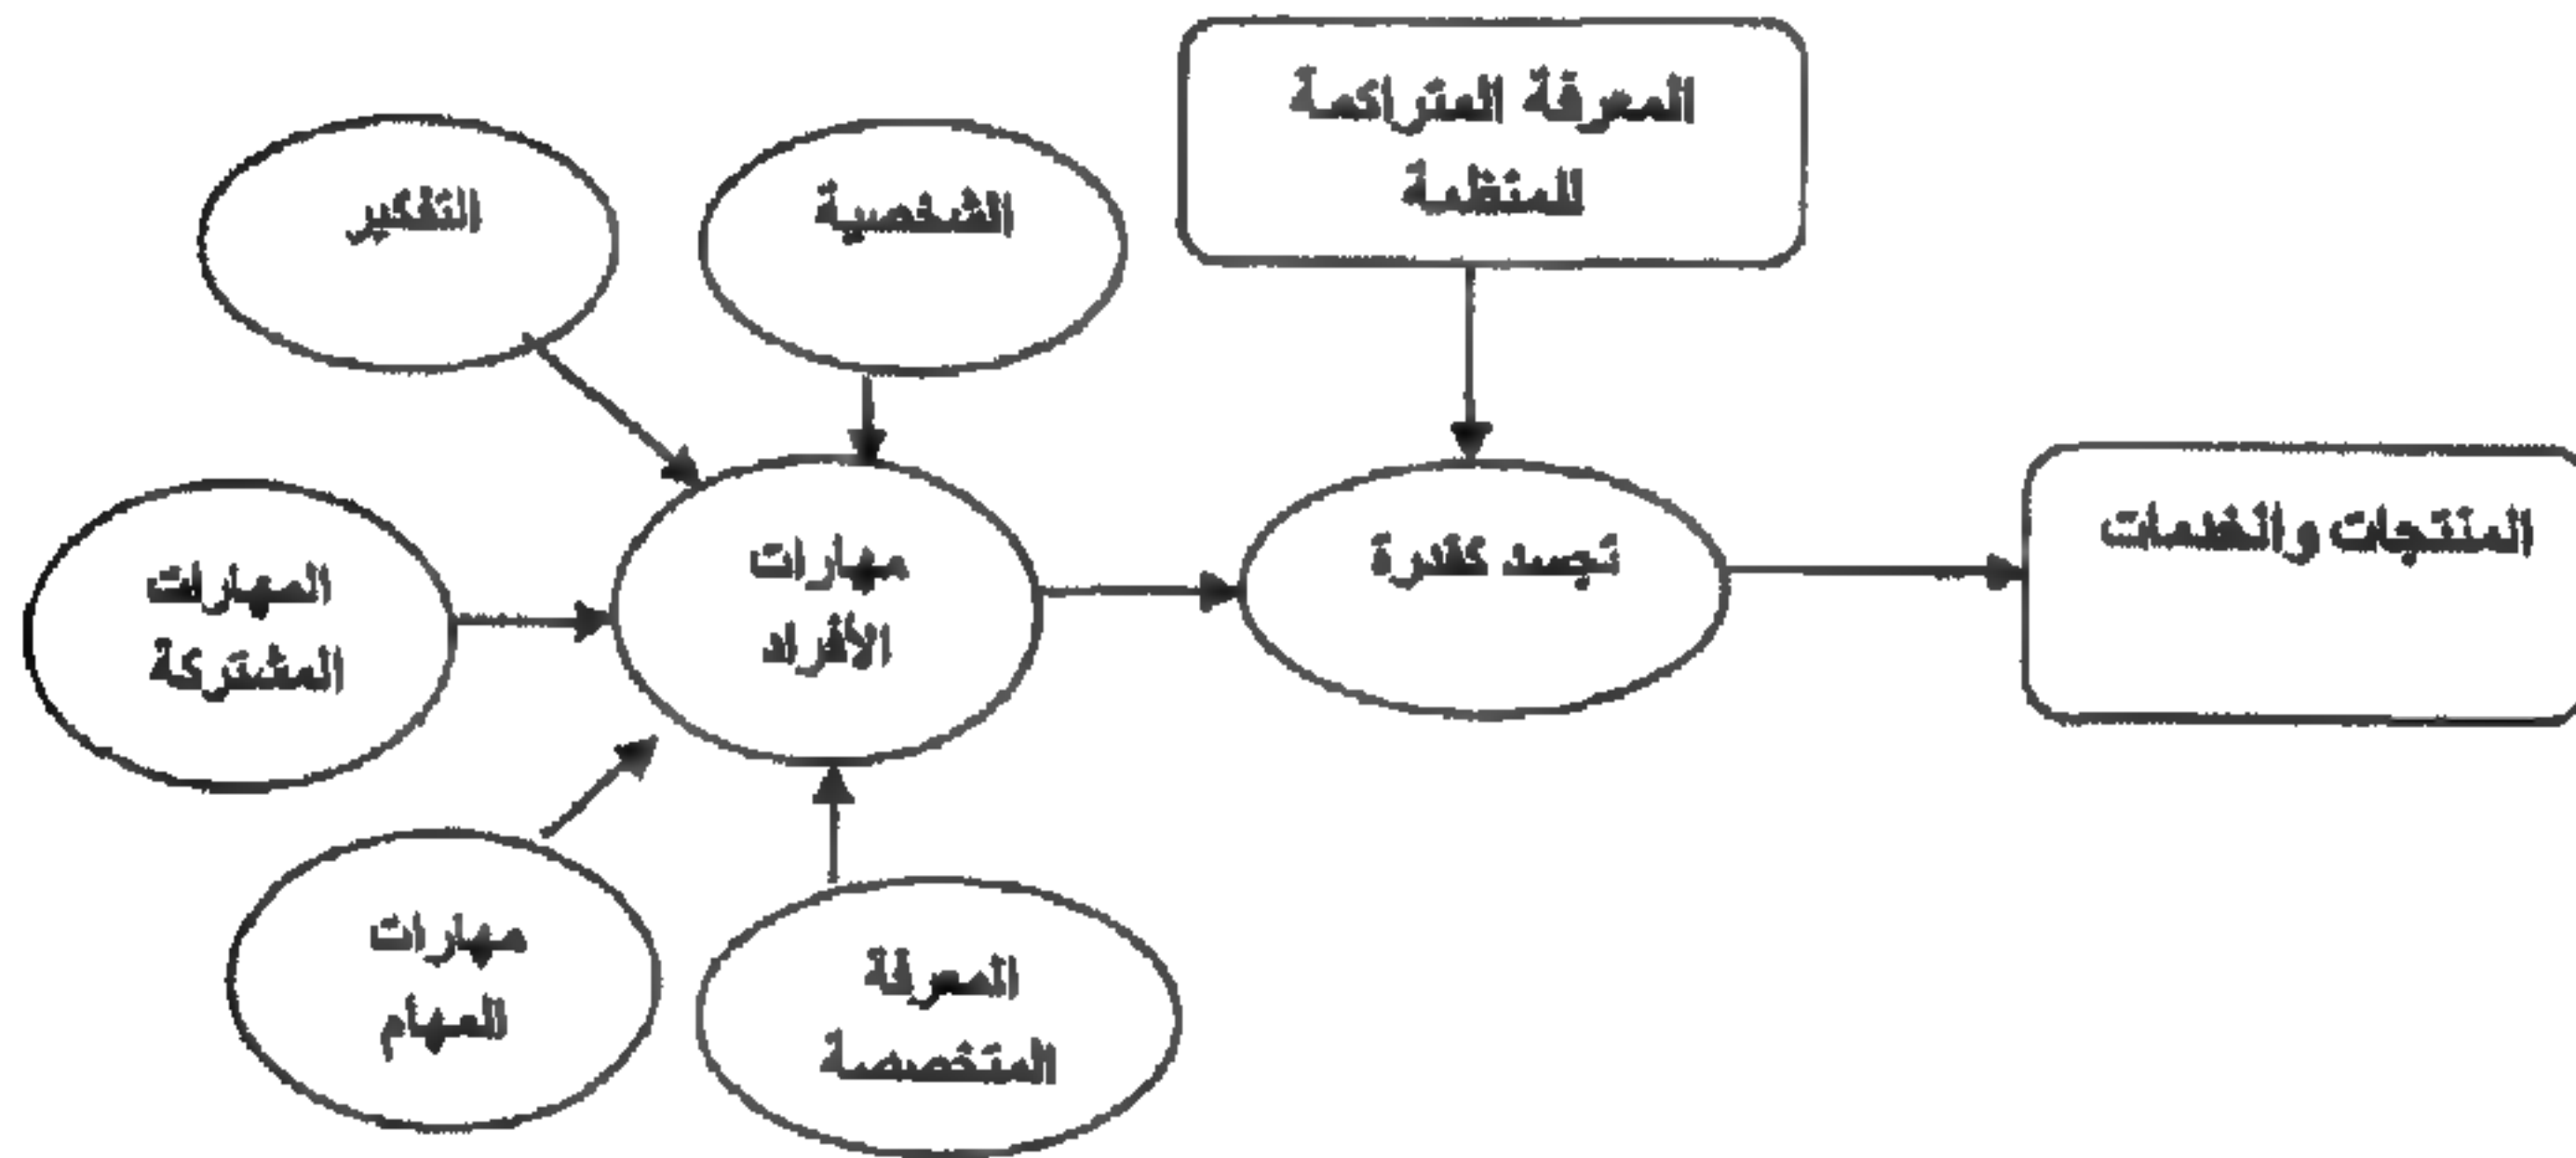 المعرفة المتراكمة
للمنظمة
الشخصية
التفكير
المنتجات والخدمات
تجسد كقدرة
مهارات
الأفراد
المهارات
المشتركة
المعرفة
المتخصصة
مهارات
المهام